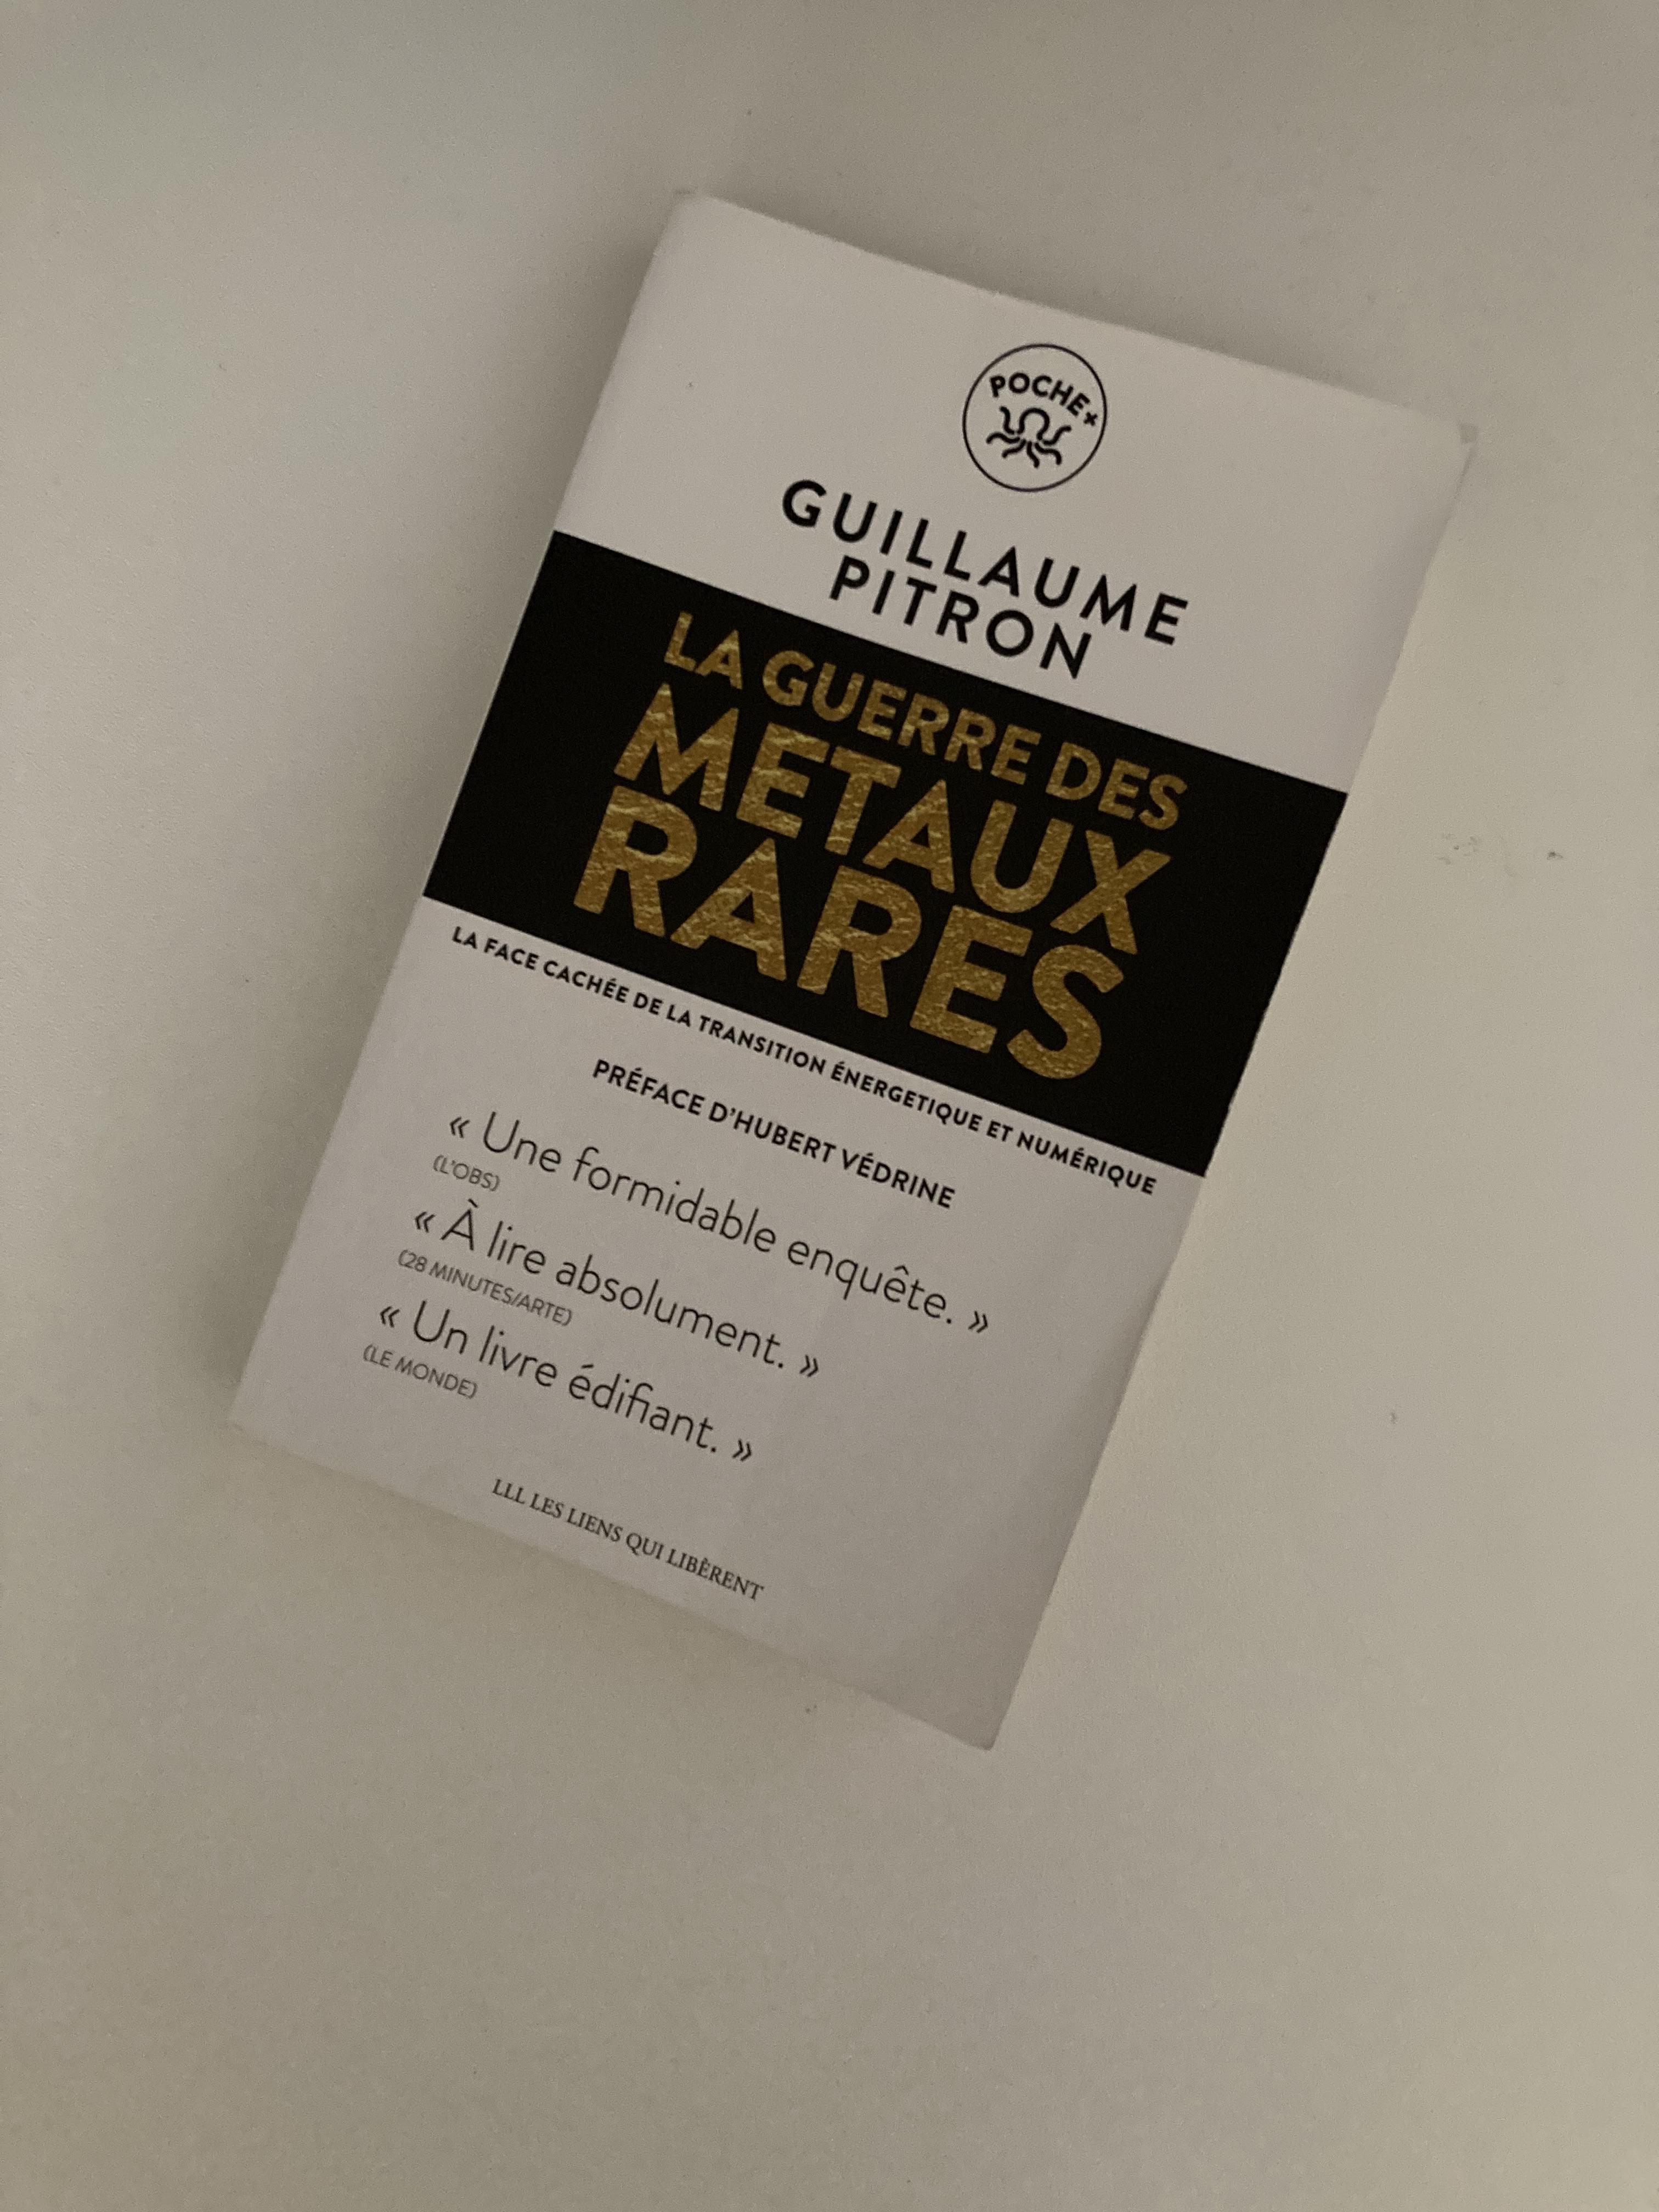 POCHE+
GUILLAUME
PITRON
LA GUERRE DES
METAUX
RARES
LA FACE CACHÉE DE LA TRANSITION ÉNERGETIQUE ET NUMÉRIQUE
PRÉFACE D'HUBERT VÉDRINE
« Une formidable enquête. »
(L'OBS)
« À lire absolument. »
(28 MINUTES/ARTE)
« Un livre édifiant. »
(LE MONDE)
LLL LES LIENS QUI LIBÈRENT